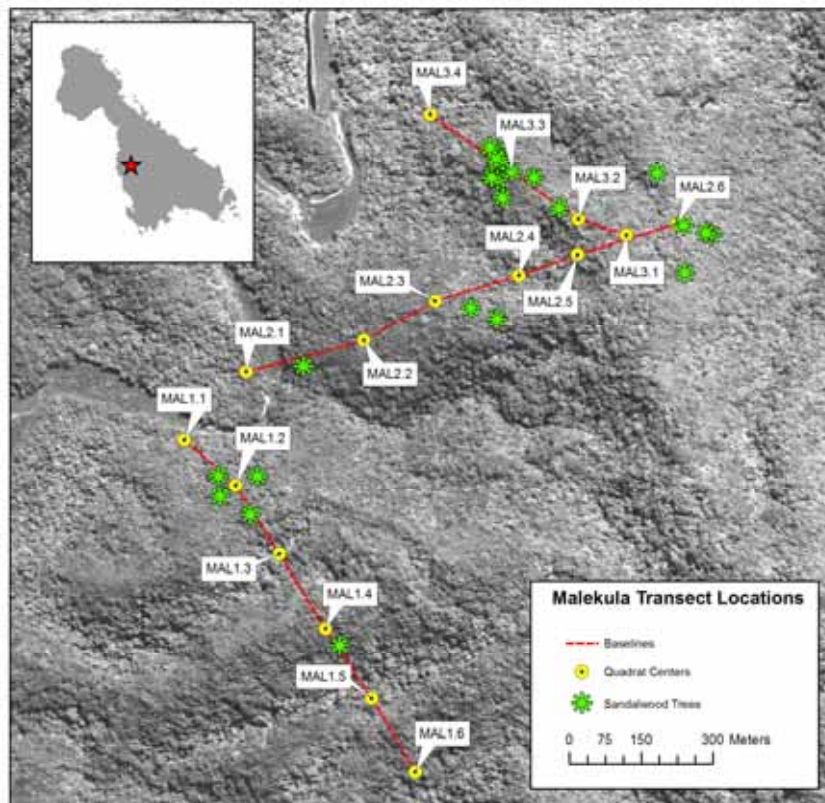 MAL3.4
MAL3.3
MAL3.2
MAL2.6
MAL2.4
MAL3.1
MAL2.3
MAL2.5
MAL2.1
MAL2.2
MAL1.1
MAL1.2
MAL1.3
MAL1.4
MAL1.5
MAL1.6
Malekula Transect Locations
Baselines
Quadrat Centers
Sandalwood Trees
0 75 150 300 Meters